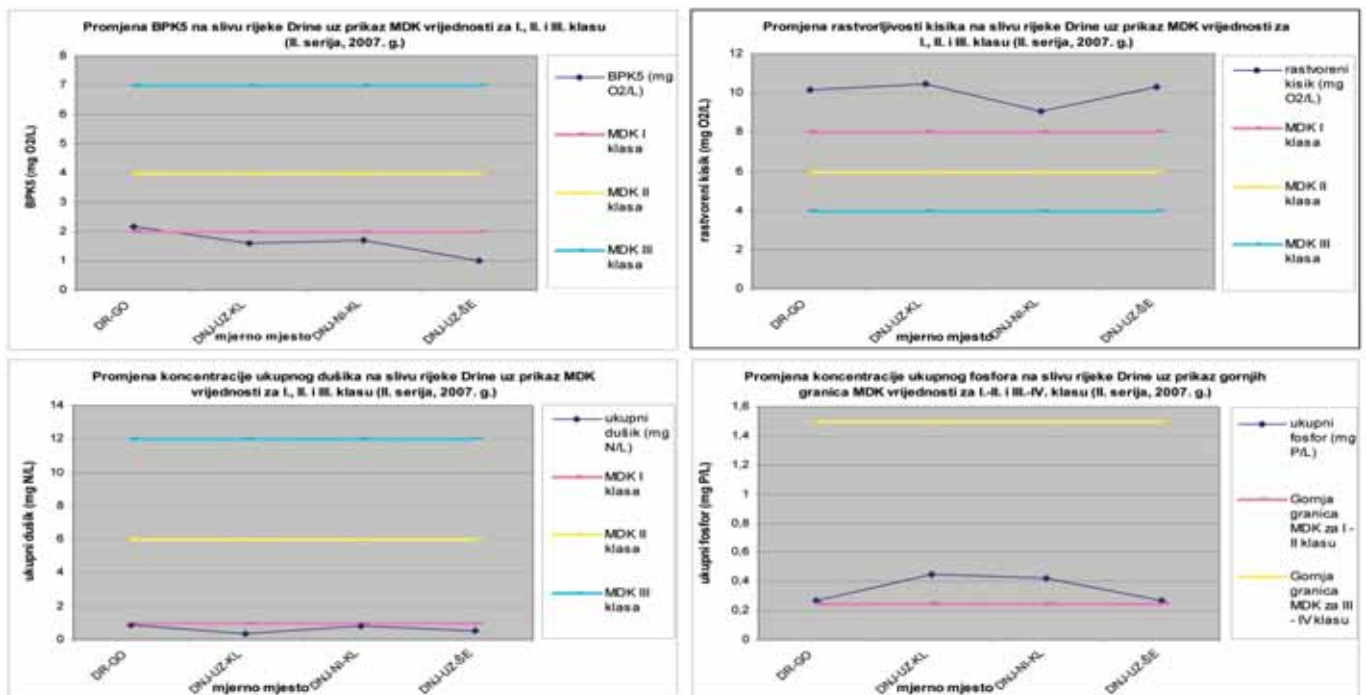 Promjena BPK5 na slivu rijeke Drine uz prikaz MDK vrijednosti za I., II. i III. klasu
(II. serija, 2007. g.)
BPK5 (mg O2/L)
8
7
6
5
4
3
2
1
0
DR-GO
DNJ-UZ-KL
DNJ-NI-KL
DNJ-UZ-ŠE
mjerno mjesto
BPK5 (mg
O2/L)
MDK I
klasa
MDK II
klasa
MDK III
klasa
Promjena rastvorljivosti kisika na slivu rijeke Drine uz prikaz MDK vrijednosti za
I., II. i III. klasu (II. serija, 2007. g.)
rastvoreni kisik (mg O2/L)
12
10
8
6
4
2
0
DR-GO
DNJ-UZ-KL
DNJ-NI-KL
DNJ-UZ-ŠE
mjerno mjesto
rastvoreni
kisik (mg
O2/L)
MDK I
klasa
MDK II
klasa
MDK III
klasa
Promjena koncentracije ukupnog dušika na slivu rijeke Drine uz prikaz MDK
vrijednosti za I., II. i III. klasu (II. serija, 2007. g.)
ukupni dušik (mg N/L)
14
12
10
8
6
4
2
0
DR-GO
DNJ-UZ-KL
DNJ-NI-KL
DNJ-UZ-ŠE
mjerno mjesto
ukupni
dušik (mg
N/L)
MDK I
klasa
MDK II
klasa
MDK III
klasa
Promjena koncentracije ukupnog fosfora na slivu rijeke Drine uz prikaz gornjih
granica MDK vrijednosti za I.-II. i III.-IV. klasu (II. serija, 2007. g.)
ukupni fosfor (mg P/L)
1,6
1,4
1,2
1
0,8
0,6
0,4
0,2
0
DR-GO
DNJ-UZ-KL
DNJ-NI-KL
DNJ-UZ-ŠE
mjerno mjesto
ukupni
fosfor (mg
P/L)
Gornja
granica
MDK za I -
II klasu
Gornja
granica
MDK za III
- IV klasu